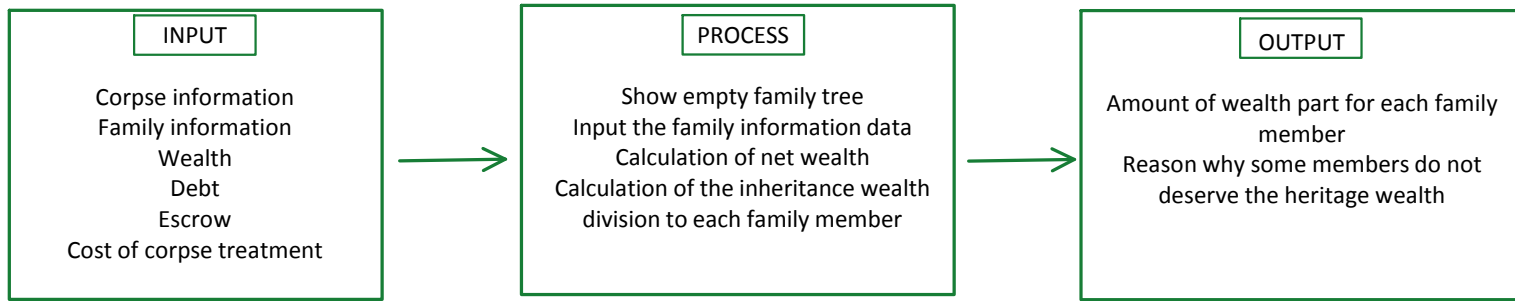 INPUT
Corpse information
Family information
Wealth
Debt
Escrow
Cost of corpse treatment
PROCESS
Show empty family tree
Input the family information data
Calculation of net wealth
Calculation of the inheritance wealth
division to each family member
OUTPUT
Amount of wealth part for each family
member
Reason why some members do not
deserve the heritage wealth